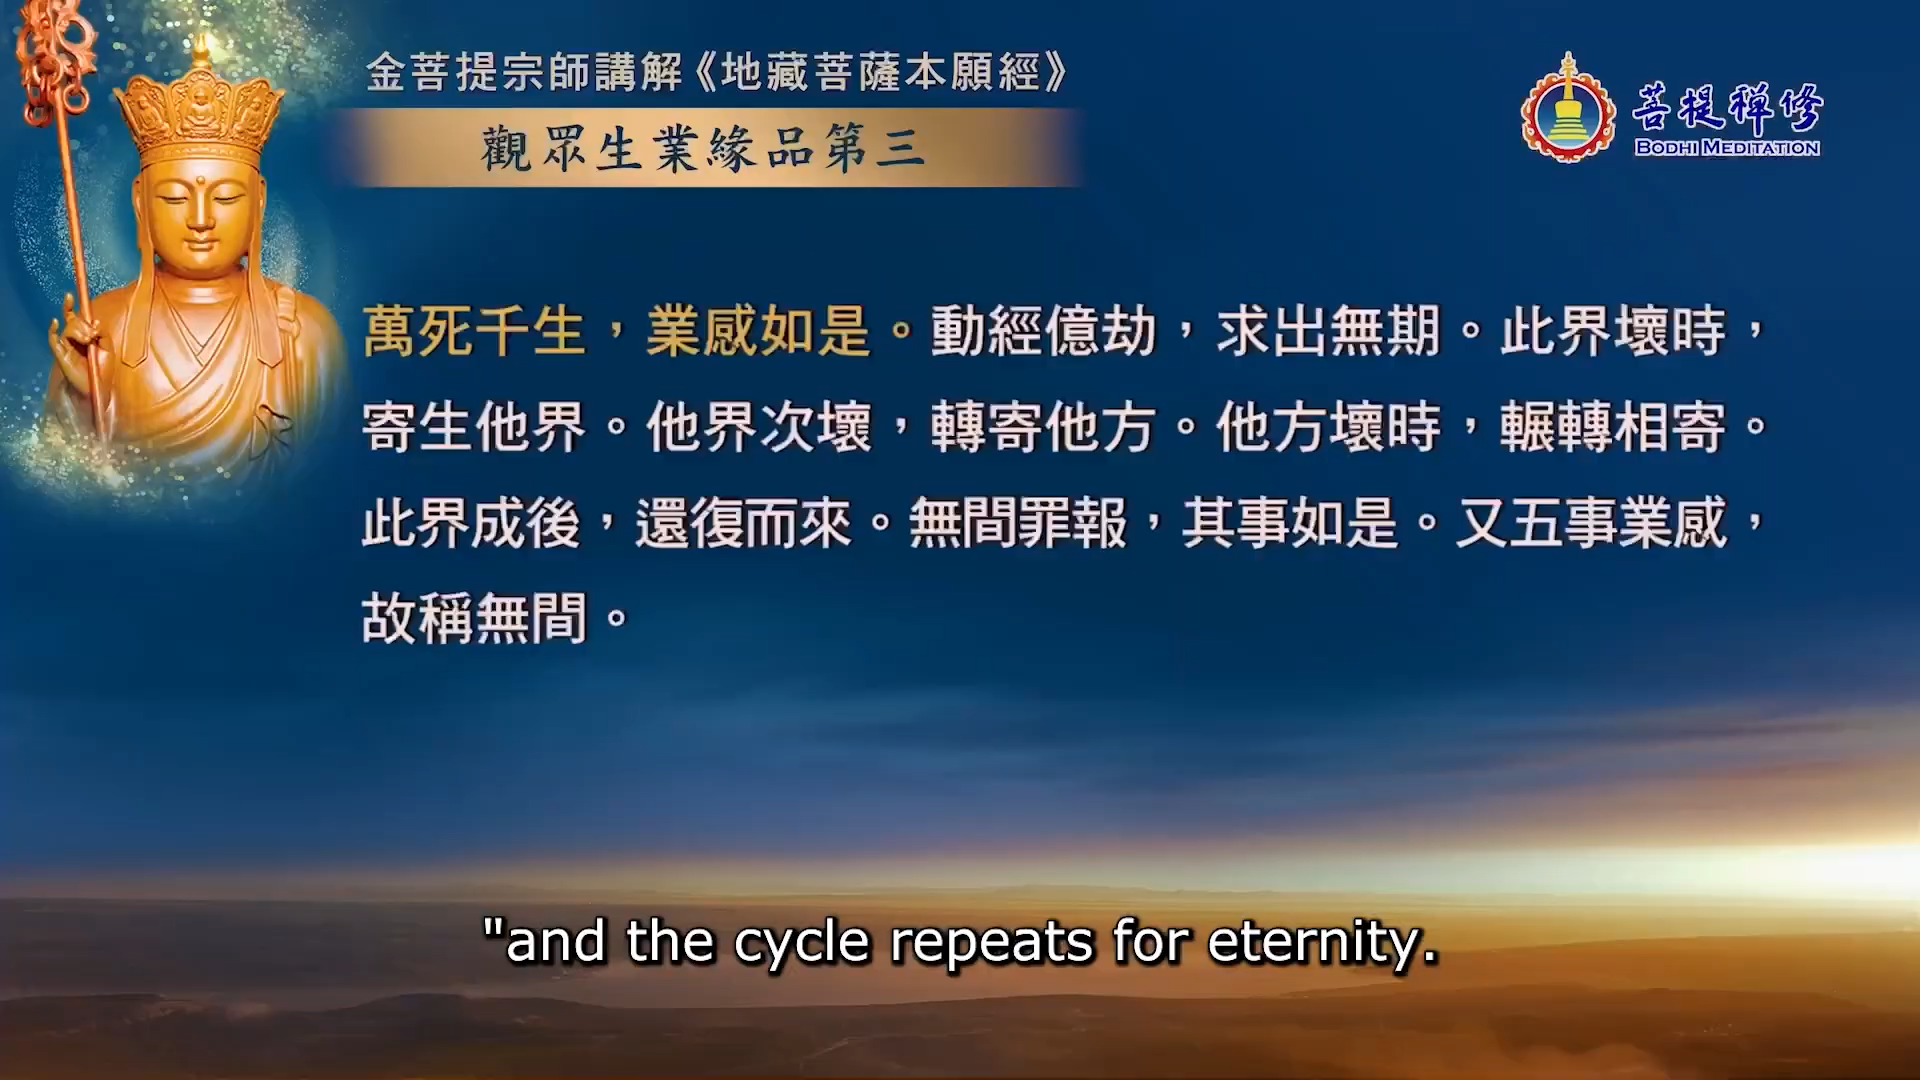 金菩提宗師講解《地藏菩薩本願經》
觀眾生業緣品第三
菩提禪修
BODHI MEDITATION
萬死千生，業感如是。動經億劫，求出無期。此界壞時，
寄生他界。他界次壞，轉寄他方。他方壞時，輾轉相寄。
此界成後，還復而來。無間罪報，其事如是。又五事業感，
故稱無間。
"and the cycle repeats for eternity.